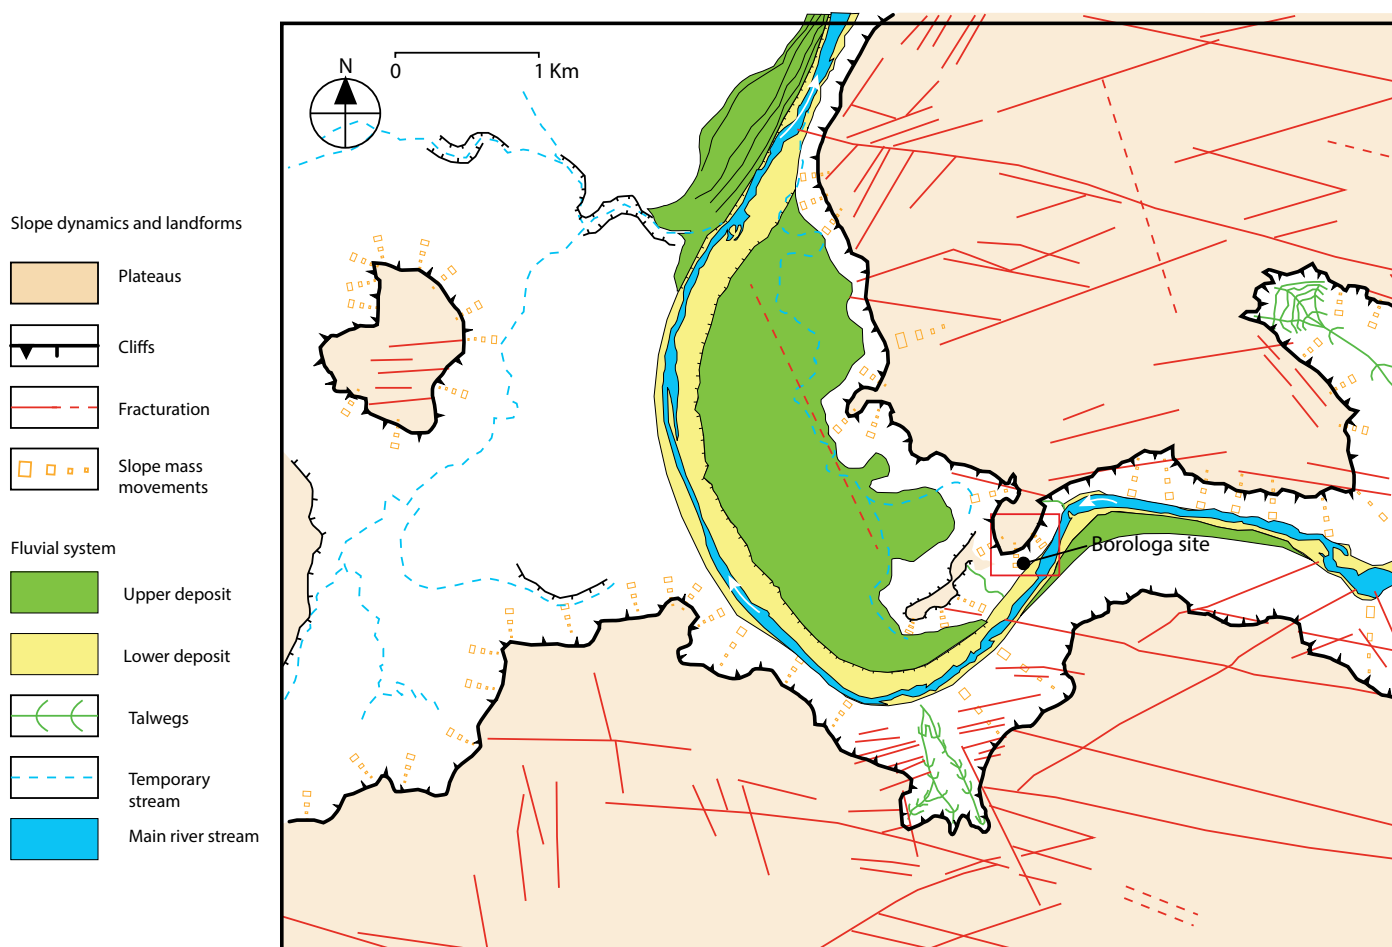 N
0
1 Km
Slope dynamics and landforms
Plateaus
Cliffs
Fracturation
Slope mass
movements
Fluvial system
Upper deposit
Lower deposit
Talwegs
Temporary
stream
Main river stream
Borologa site